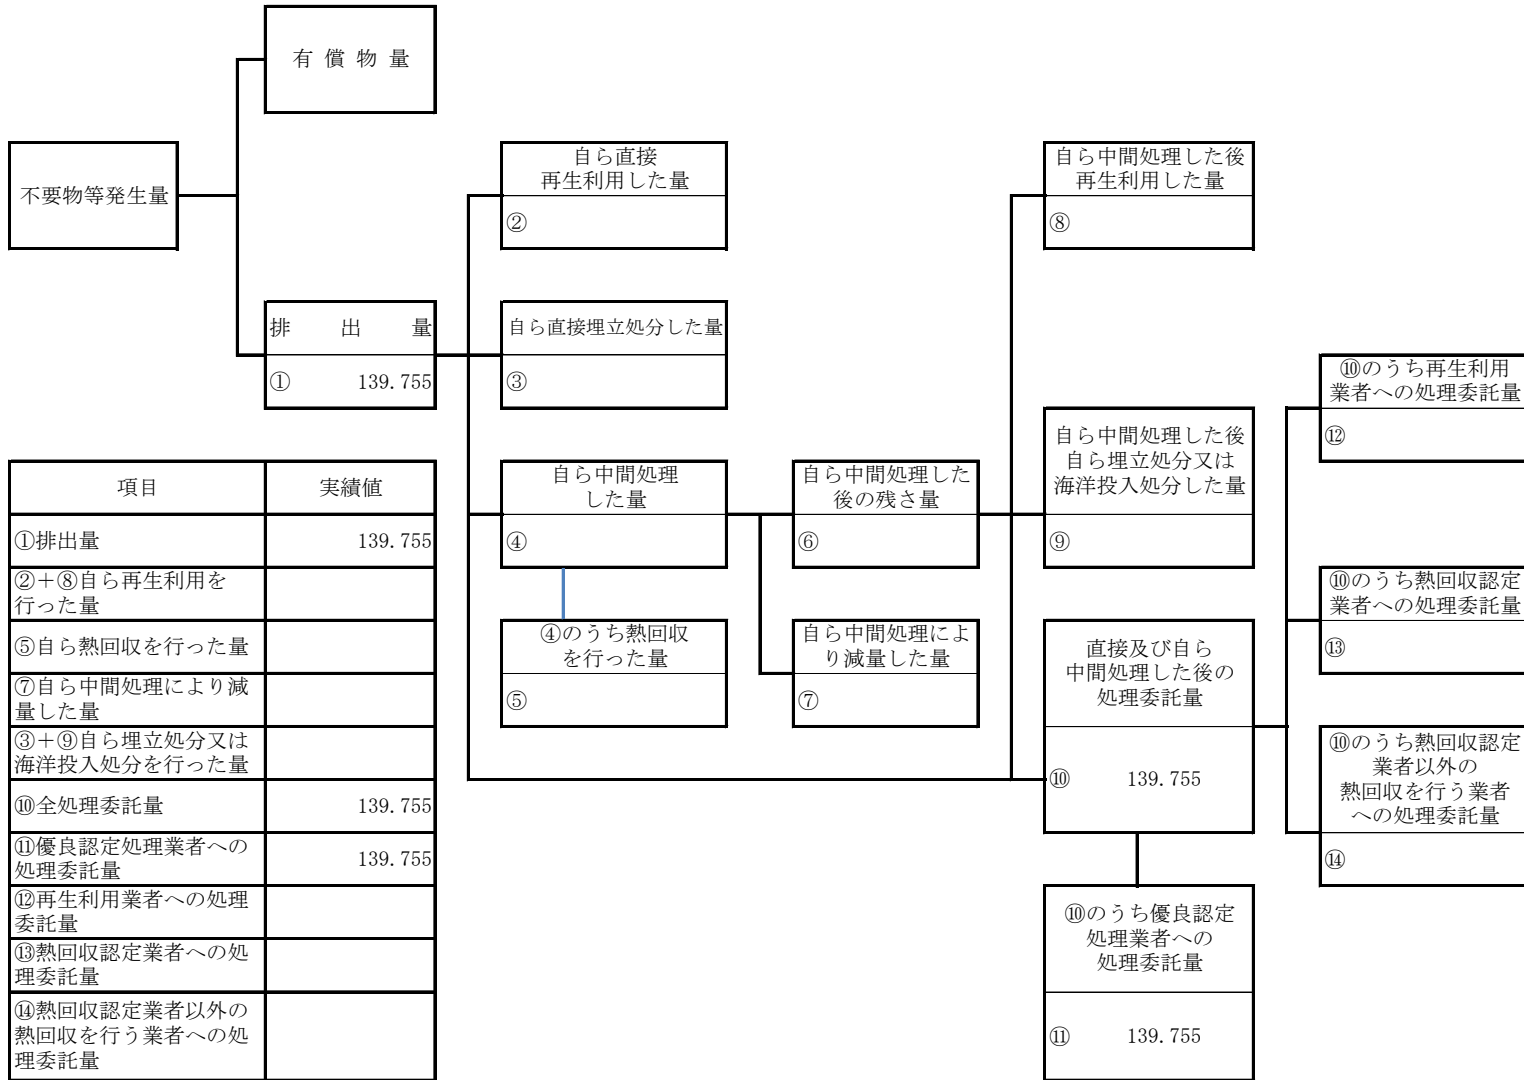 有償物量
不要物等発生量
自ら直接
再生利用した量
②
自ら中間処理した後
再生利用した量
⑧
排出量
① 139.755
自ら直接埋立処分した量
③
⑩のうち再生利用
業者への処理委託量
⑫
自ら中間処理した後
自ら埋立処分又は
海洋投入処分した量
⑨
自ら中間処理
した量
④
自ら中間処理した
後の残さ量
⑥
④のうち熱回収
を行った量
⑤
自ら中間処理によ
り減量した量
⑦
直接及び自ら
中間処理した後の
処理委託量
⑩ 139.755
⑩のうち熱回収認定
業者への処理委託量
⑬
⑩のうち熱回収認定
業者以外の
熱回収を行う業者
への処理委託量
⑭
⑩のうち優良認定
処理業者への
処理委託量
⑪ 139.755
項目 実績値
①排出量 139.755
②+⑧自ら再生利用を
行った量
⑤自ら熱回収を行った量
⑦自ら中間処理により減
量した量
③+⑨自ら埋立処分又は
海洋投入処分を行った量
⑩全処理委託量 139.755
⑪優良認定処理業者への
処理委託量 139.755
⑫再生利用業者への処理
委託量
⑬熱回収認定業者への処
理委託量
⑭熱回収認定業者以外の
熱回収を行う業者への処
理委託量